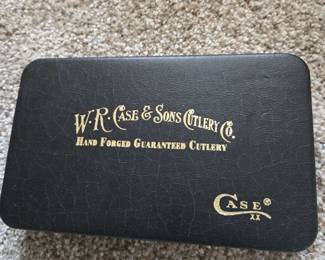 W.R. CASE & SONS CUTLERY CO.
HAND FORGED GUARANTEED CUTLERY
CASE®
XX